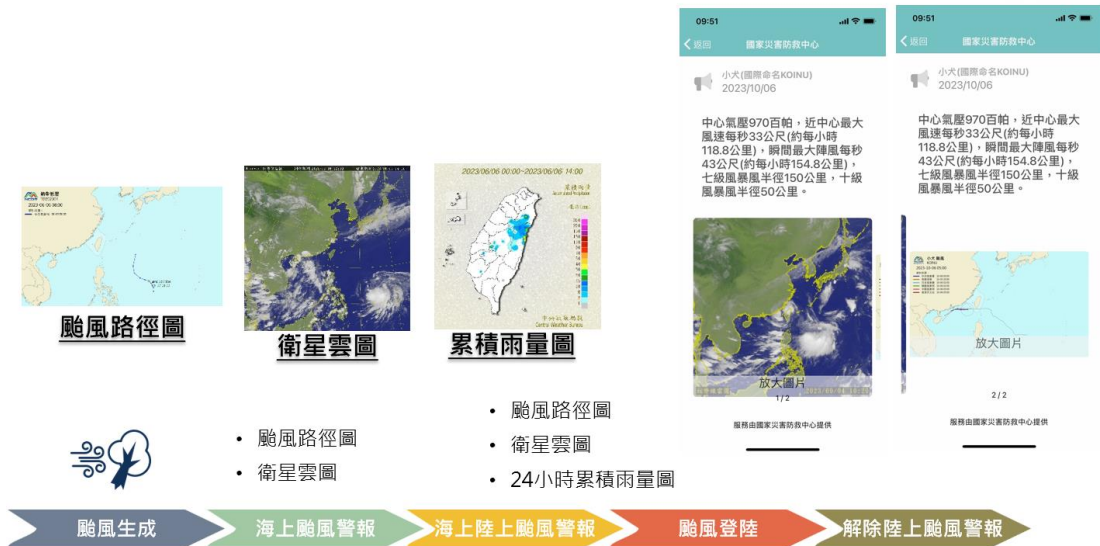 09:51
返回
國家災害防救中心
小犬(國際命名KOINU)
2023/10/06
中心氣壓970百帕，近中心最大
風速每秒33公尺(約每小時
118.8公里)，瞬間最大陣風每秒
43公尺(約每小時154.8公里)，
七級風暴風半徑150公里，十級
風暴風半徑50公里。
放大圖片
1/2
服務由國家災害防救中心提供
09:51
返回
國家災害防救中心
小犬(國際命名KOINU)
2023/10/06
中心氣壓970百帕，近中心最大
風速每秒33公尺(約每小時
118.8公里)，瞬間最大陣風每秒
43公尺(約每小時154.8公里)，
七級風暴風半徑150公里，十級
風暴風半徑50公里。
小犬 颱風
KOINU
放大圖片
2/2
服務由國家災害防救中心提供
颱風路徑圖
衛星雲圖
2023/06/06 00:00~2023/06/06 14:00
累積雨量
中央氣象局
Central Weather Bureau
累積雨量圖
• 颱風路徑圖
• 衛星雲圖
• 颱風路徑圖
• 衛星雲圖
• 24小時累積雨量圖
颱風生成
海上颱風警報
海上陸上颱風警報
颱風登陸
解除陸上颱風警報